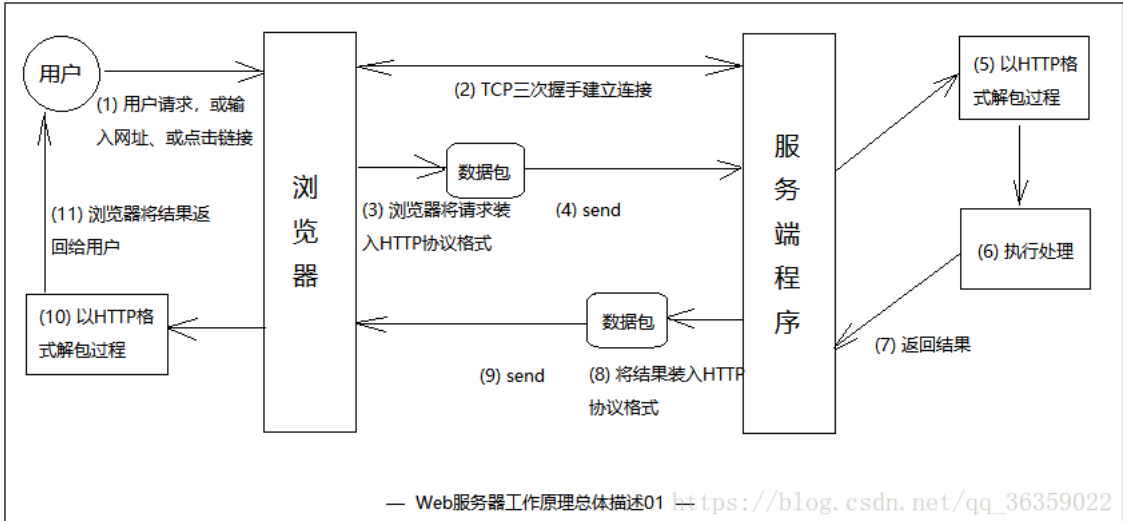 用户
(1) 用户请求，或输
入网址、或点击链接
浏
览
器
(2) TCP三次握手建立连接
数据包
(3) 浏览器将请求装
入HTTP协议格式
(4) send
服
务
端
程
序
(5) 以HTTP格
式解包过程
(6) 执行处理
(7) 返回结果
数据包
(8) 将结果装入HTTP
协议格式
(9) send
(10) 以HTTP格
式解包过程
(11) 浏览器将结果返
回给用户
— Web服务器工作原理总体描述01 —
https://blog.csdn.net/qq_36359022